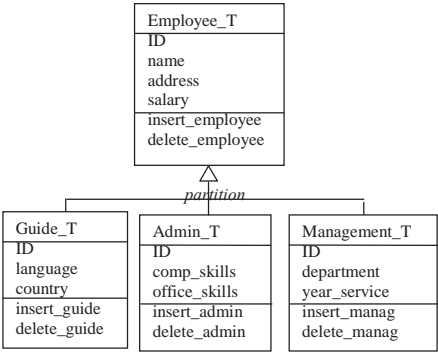 Employee_T
ID
name
address
salary
insert_employee
delete_employee
partition
Guide_T
ID
language
country
insert_guide
delete_guide
Admin_T
ID
comp_skills
office_skills
insert_admin
delete_admin
Management_T
ID
department
year_service
insert_manag
delete_manag